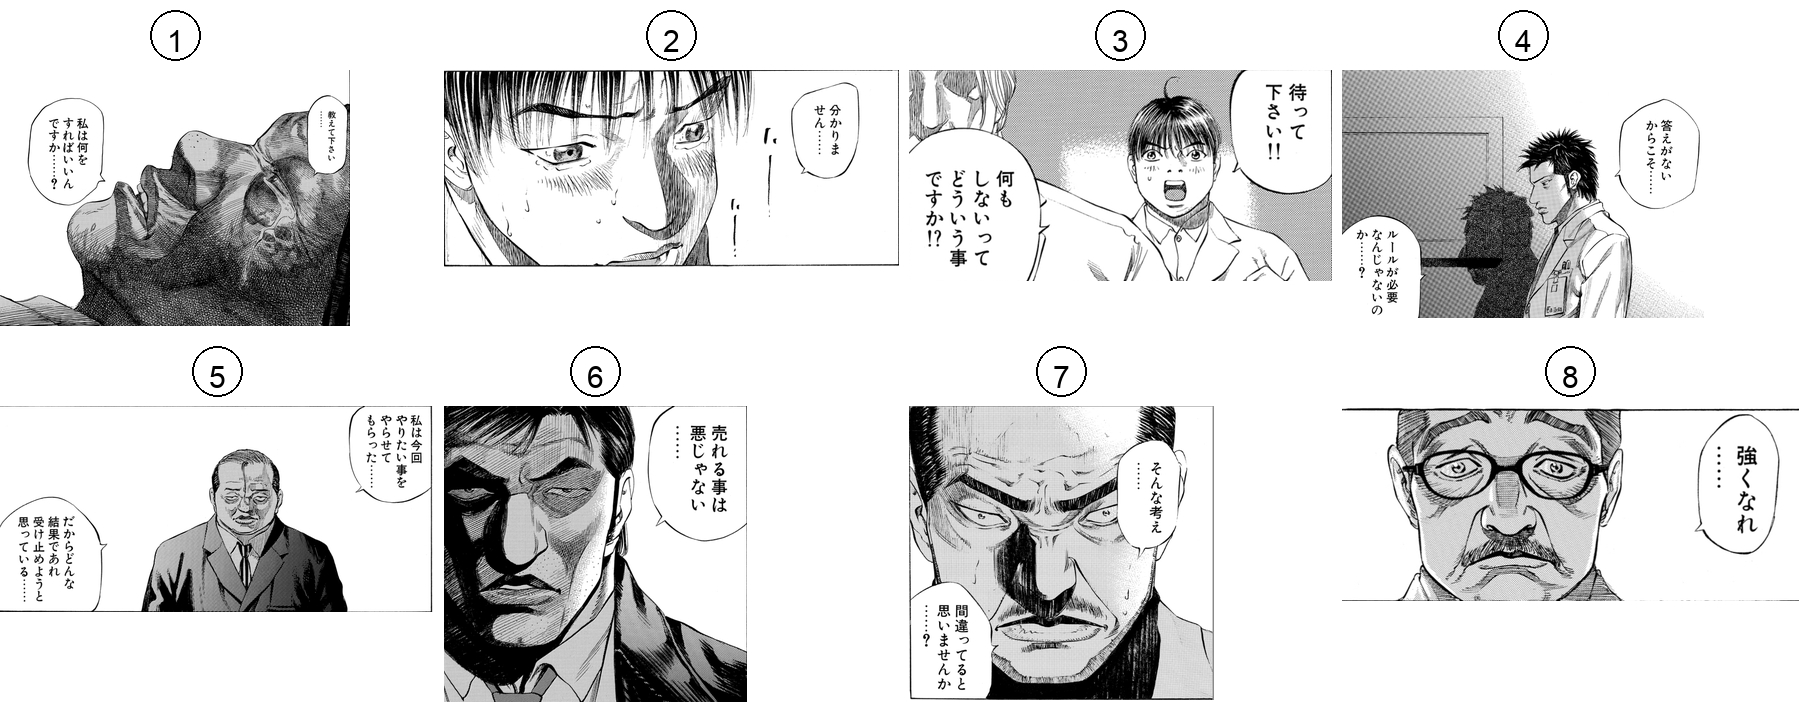 1
教えて下さい
……
私は何を
すればいいん
ですか……？
2
分かりま
せん……
3
待って
下さい!!
何も
しないって
どういう事
ですか!?
4
答えがない
からこそ……
ルールが必要
なんじゃないの
か……？
5
私は今回
やりたい事を
やらせて
もらった……
だからどんな
結果であれ
受け止めようと
思っている……
6
売れる事は
悪じゃない
……
7
そんな考え
……
間違ってると
思いませんか
……？
8
強くなれ
……